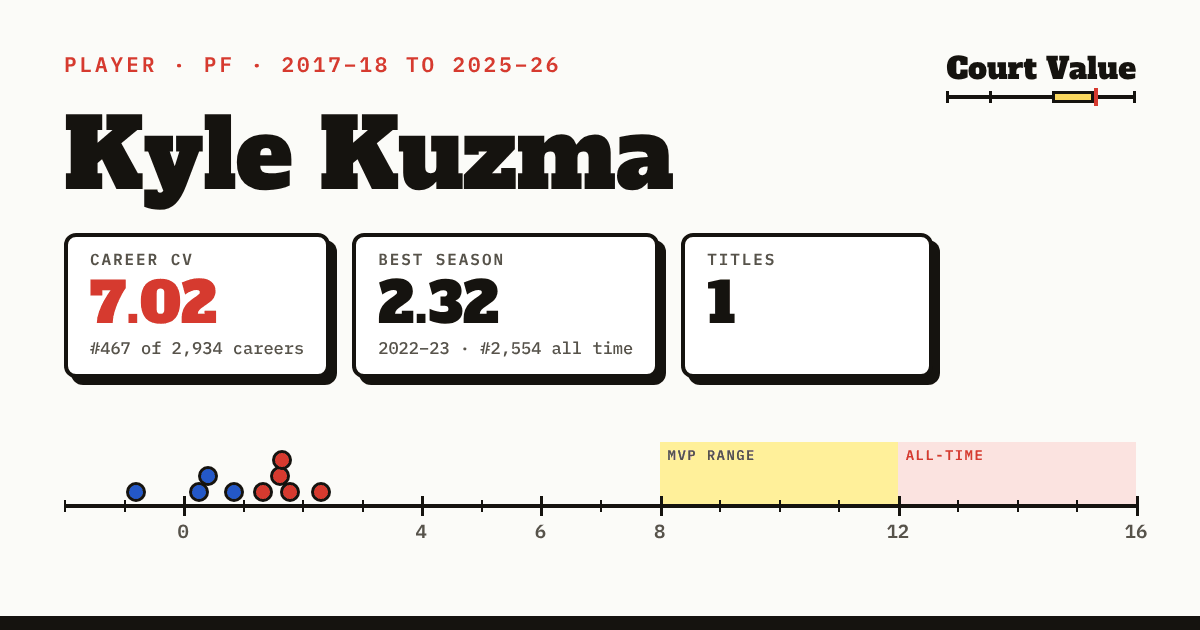 PLAYER · PF · 2017–18 TO 2025–26
Court Value
Kyle Kuzma
CAREER CV
7.02
#467 of 2,934 careers
BEST SEASON
2.32
2022–23 · #2,554 all time
TITLES
1
MVP RANGE
ALL-TIME
0 4 6 8 12 16